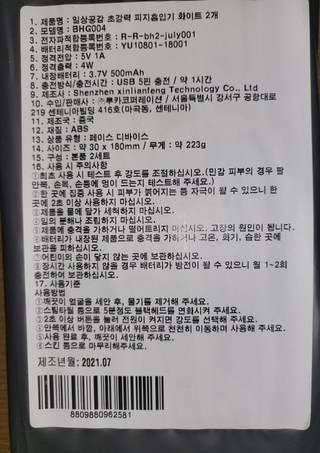 1. 제품명 : 일상공감 초강력 피지흡입기 화이트 2개
2. 모델명 : BHG004
3. 전자파적합등록번호 : R-R-bh2-july001
4. 배터리적합등록번호 : YU10801-18001
5. 정격전압 : 5V 1A
6. 정격출력 : 4W
7. 내장배터리 : 3.7V 500mAh
8. 충전방식/충전시간 : USB 5핀 충전 / 약 1시간
9. 제조사 : Shenzhen xinlianfeng Technology Co., Ltd
10. 수입/판매사 : ㈜루카코퍼레이션 / 서울특별시 강서구 공항대로
219 센테니아빌딩 416호(마곡동, 센테니아)
11. 제조국 : 중국
12. 재질 : ABS
13. 상품 유형 : 페이스 디바이스
14. 사이즈 : 약 30 x 180mm / 무게 : 약 223g
15. 구성 : 본품 2세트
16. 사용 시 주의사항
①최초 사용시 테스트 후 강도를 조절하십시오.(민감 피부의 경우 팔
안쪽, 손목, 손등에 멍이 드는지 테스트해 주세요.)
②한 곳에 집중 사용 시 피부가 붉어지는 등 자국이 될 수 있으니 한
곳에 2초 이상 사용하지 마십시오.
③제품을 물에 닿가 세척하지 마십시오.
④임의 분해나 조립하지 마십시오.
⑤제품에 충격을 가하거나 떨어트리지 마십시오. 고장의 원인이 됩니다.
⑥배터리가 내장된 제품으로 충격을 가하거나 고온, 화기, 습한 곳에
보관을 피하십시오.
⑦어린이의 손이 닿지 않는 곳에 보관하십시오.
⑧장시간 사용하지 않을 경우 배터리가 방전이 될 수 있으니 월 1~2회
충전하여 보관하십시오.
17. 사용기준
사용방법
①깨끗이 얼굴을 세안 후, 물기를 제거해 주세요.
②스팀타월 등으로 5분정도 블랙헤드를 연화시켜 주세요.
③2초 이상 버튼을 눌러 전원이 켜지면 강도를 선택해 주세요.
④안쪽에서 바깥, 아래에서 위쪽으로 천천히 이동하며 사용해 주세요.
⑤사용 완료 후, 깨끗이 세안해 주세요.
⑥스킨 등으로 마무리해주세요.
제조년월: 2021.07
8809880962581